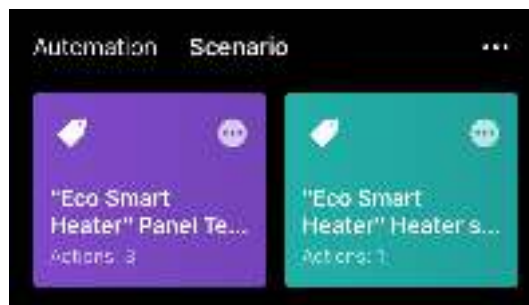 Automation Scenario
"Eco Smart
Heater" Panel Te...
Actions: 3
"Eco Smart
Heater" Heater s...
Actions: 1